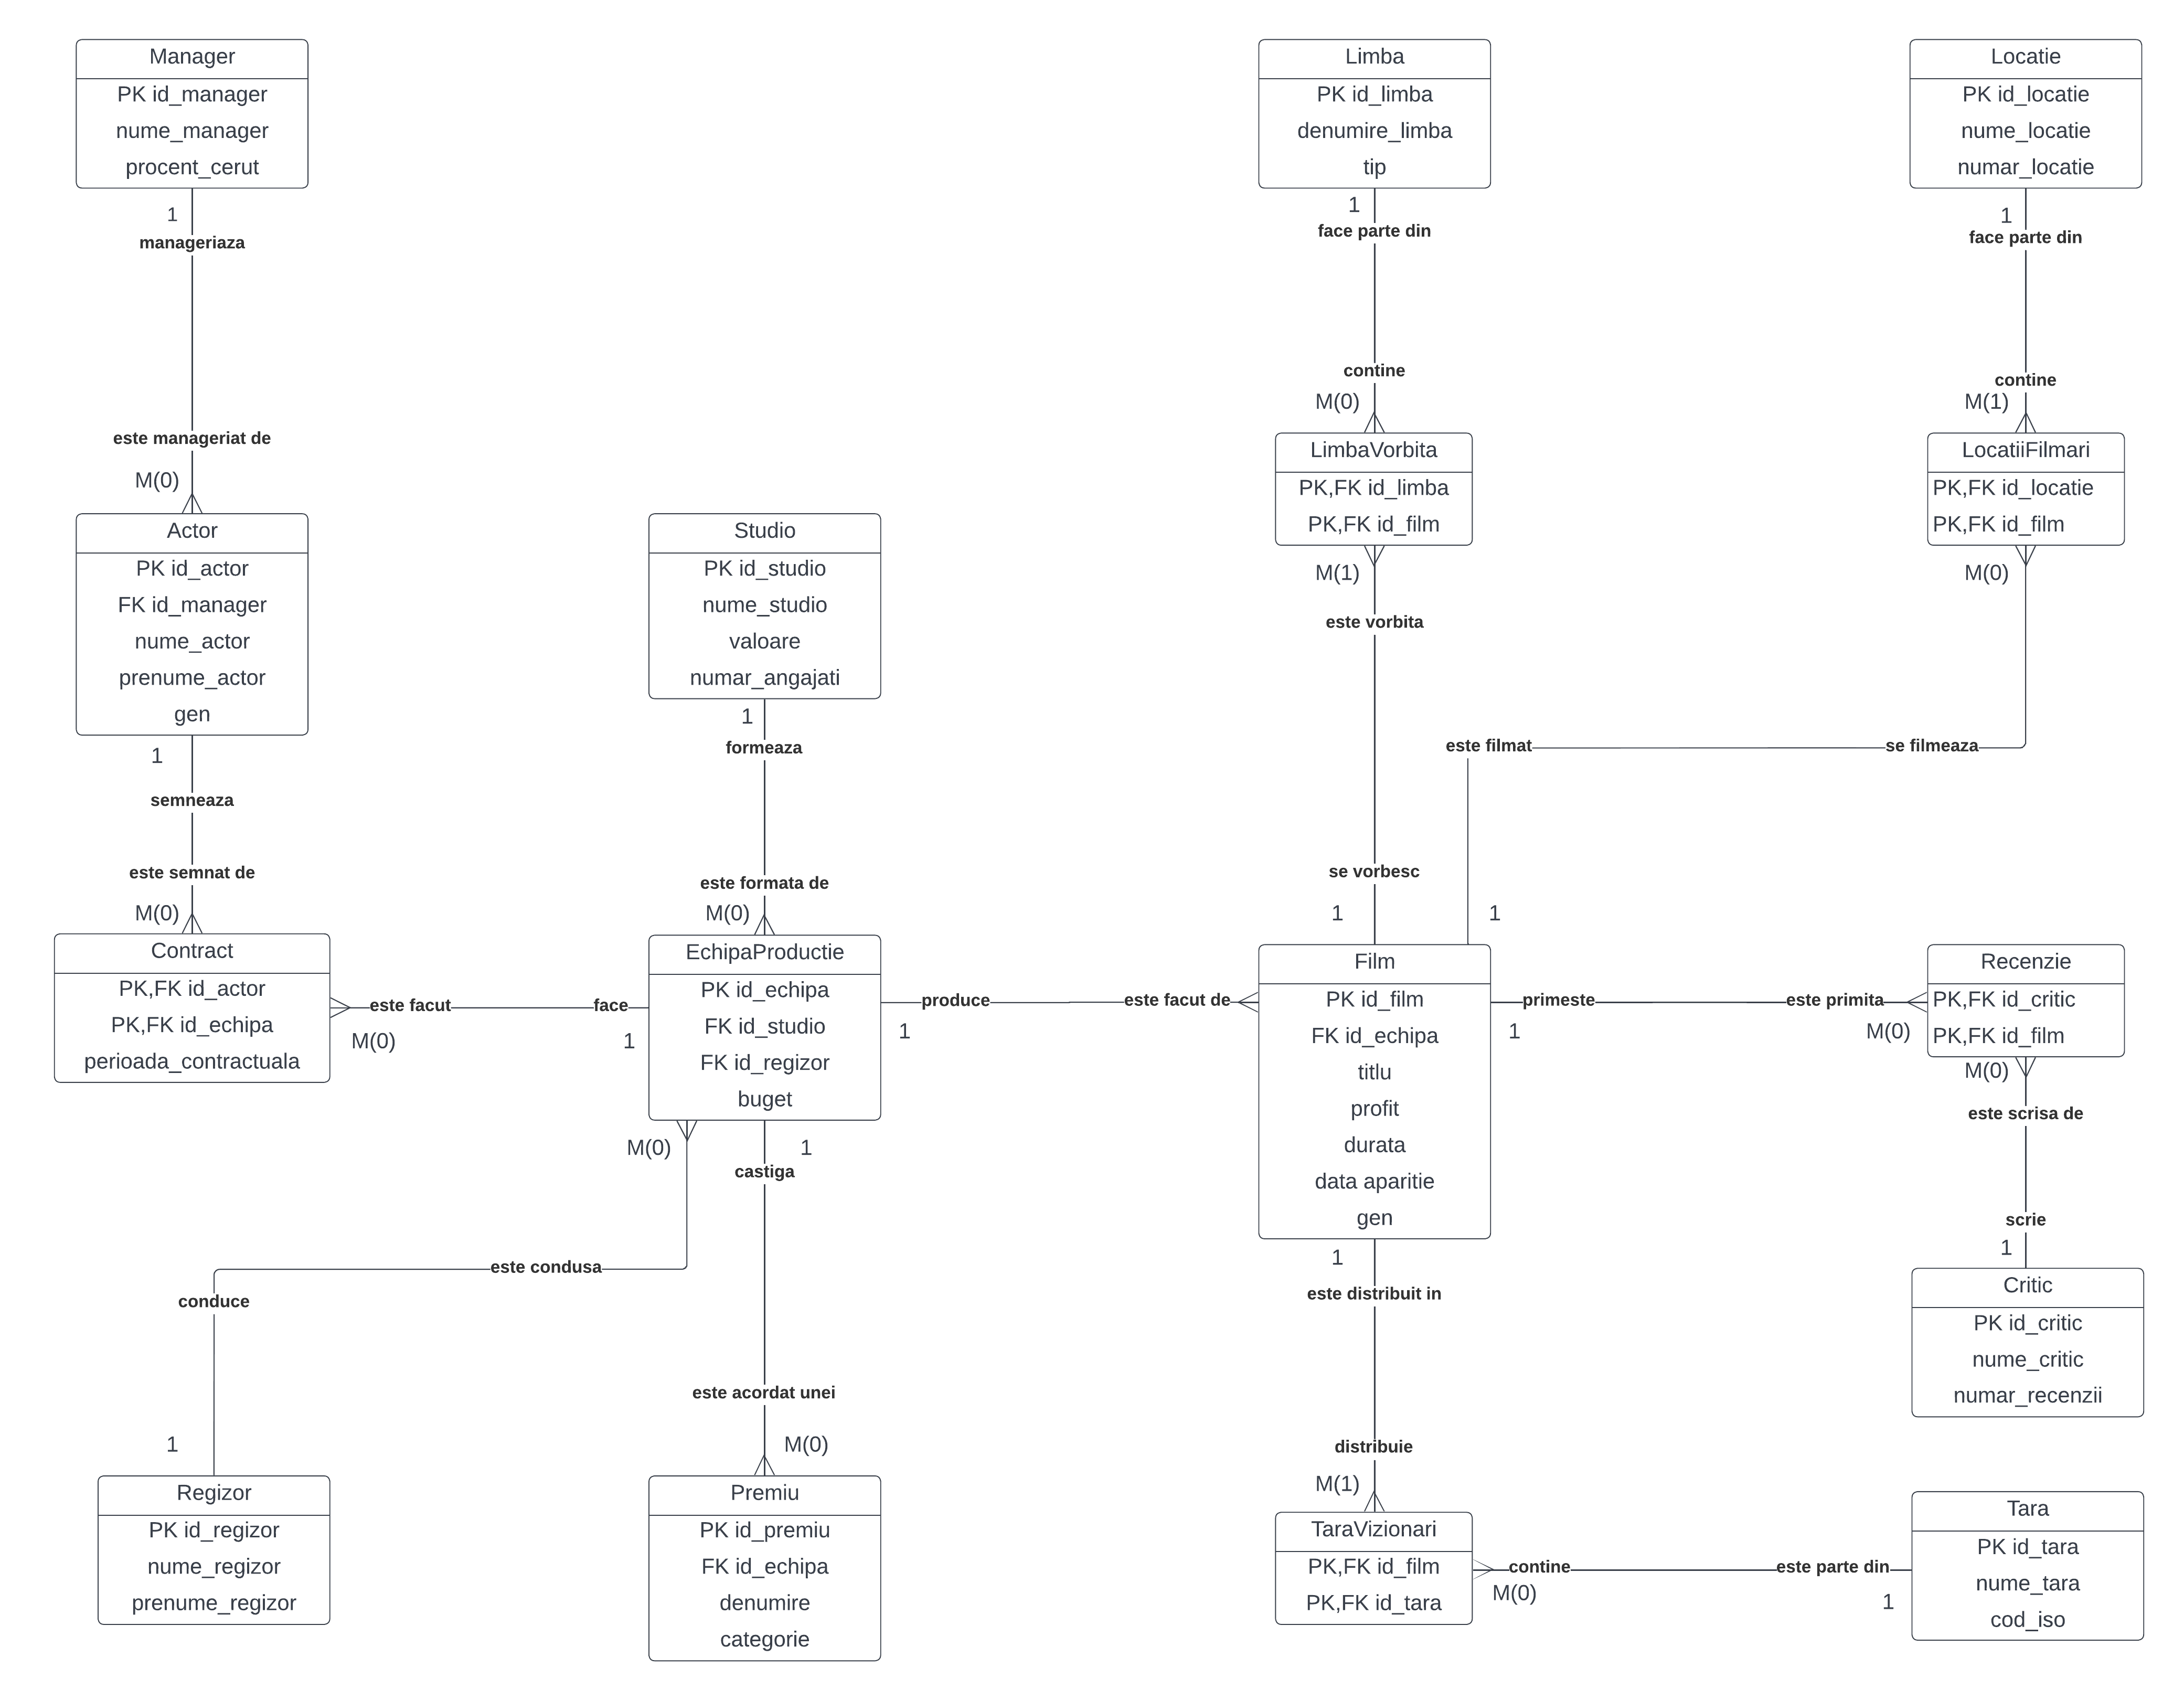 Manager
PK id_manager
nume_manager
procent_cerut
1
manageriaza
este manageriat de
M(0)
Actor
PK id_actor
FK id_manager
nume_actor
prenume_actor
gen
1
semneaza
este semnat de
M(0)
Contract
PK,FK id_actor
PK,FK id_echipa
perioada_contractuala
este facut
M(0)
face
1
Studio
PK id_studio
nume_studio
valoare
numar_angajati
1
formeaza
este formata de
M(0)
EchipaProductie
PK id_echipa
FK id_studio
FK id_regizor
buget
M(0)
este condusa
conduce
1
Regizor
PK id_regizor
nume_regizor
prenume_regizor
1
castiga
este acordat unei
M(0)
Premiu
PK id_premiu
FK id_echipa
denumire
categorie
produce
1
este facut de
Limba
PK id_limba
denumire_limba
tip
1
face parte din
contine
M(0)
LimbaVorbita
PK,FK id_limba
PK,FK id_film
M(1)
este vorbita
se vorbesc
1
Locatie
PK id_locatie
nume_locatie
numar_locatie
1
face parte din
contine
M(1)
LocatiiFilmari
PK,FK id_locatie
PK,FK id_film
M(0)
se filmeaza
este filmat
1
Film
PK id_film
FK id_echipa
titlu
profit
durata
data aparitie
gen
primeste
1
este primita
M(0)
Recenzie
PK,FK id_critic
PK,FK id_film
M(0)
este scrisa de
scrie
1
Critic
PK id_critic
nume_critic
numar_recenzii
1
este distribuit in
distribuie
M(1)
TaraVizionari
PK,FK id_film
PK,FK id_tara
contine
M(0)
este parte din
1
Tara
PK id_tara
nume_tara
cod_iso